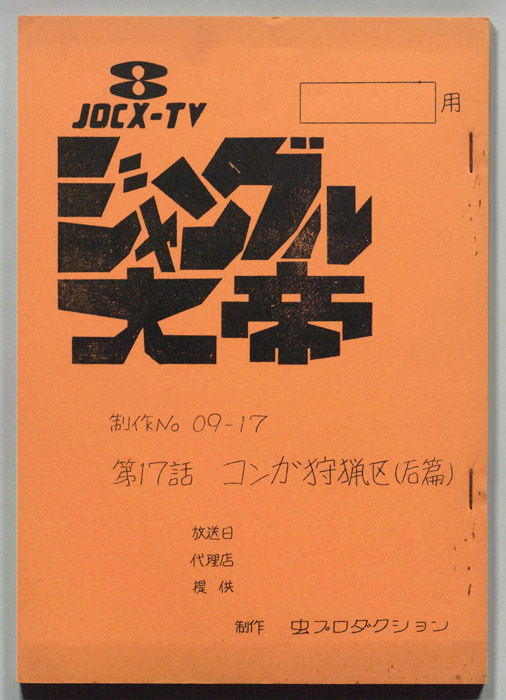 JOCX-TV
用
ジャングル
大帝
制作No 09-17
第17話 コンガ狩猟区(后篇)
放送日
代理店
提 供
制作 虫プロダクション